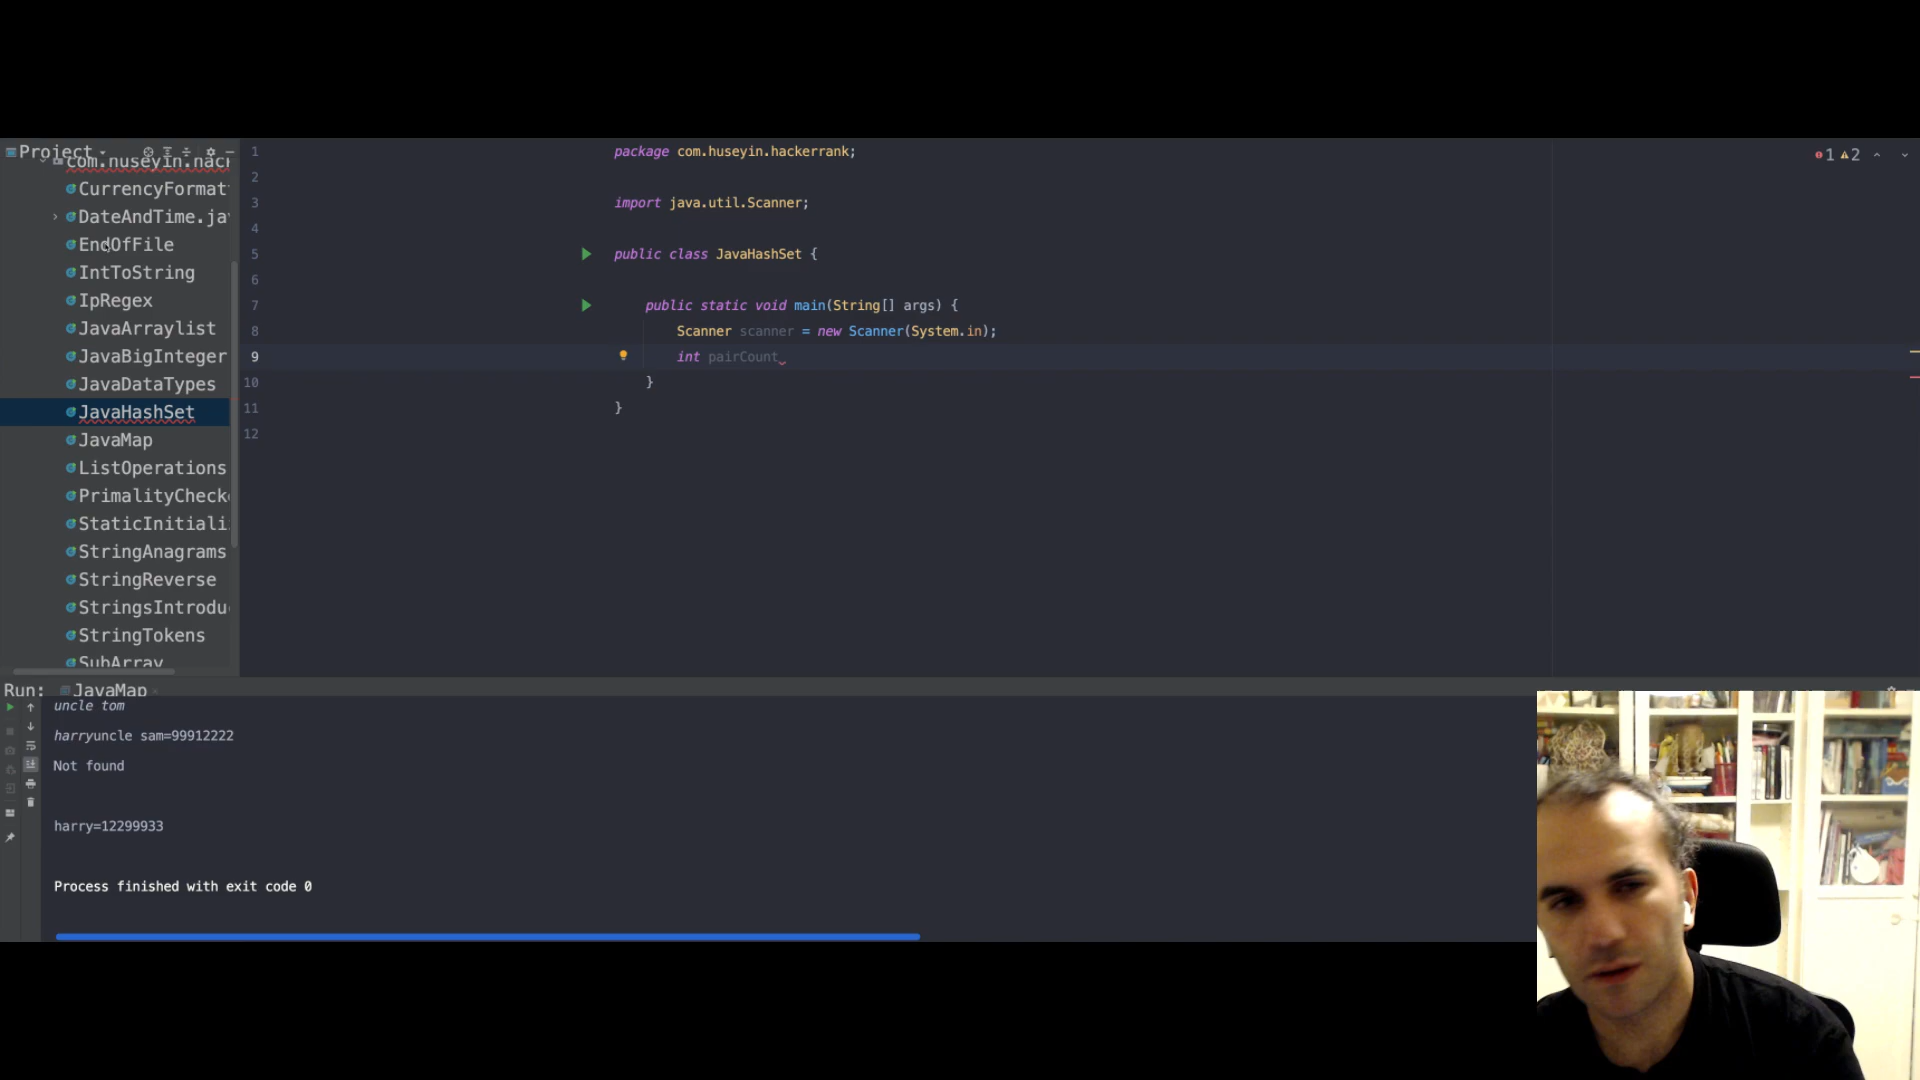 Project
com.huseyin.hack
CurrencyFormat
DateAndTime.jav
EndOfFile
IntToString
IpRegex
JavaArraylist
JavaBigInteger
JavaDataTypes
JavaHashSet
JavaMap
ListOperations
PrimalityCheck
StaticInitiali
StringAnagrams
StringReverse
StringsIntrodu
StringTokens
SubArray
1 package com.huseyin.hackerrank;
2
3 import java.util.Scanner;
4
5 public class JavaHashSet {
6
7 public static void main(String[] args) {
8 Scanner scanner = new Scanner(System.in);
9 int pairCount
10 }
11 }
12
1 2
Run: JavaMap
uncle tom
harryuncle sam=99912222
Not found
harry=12299933
Process finished with exit code 0